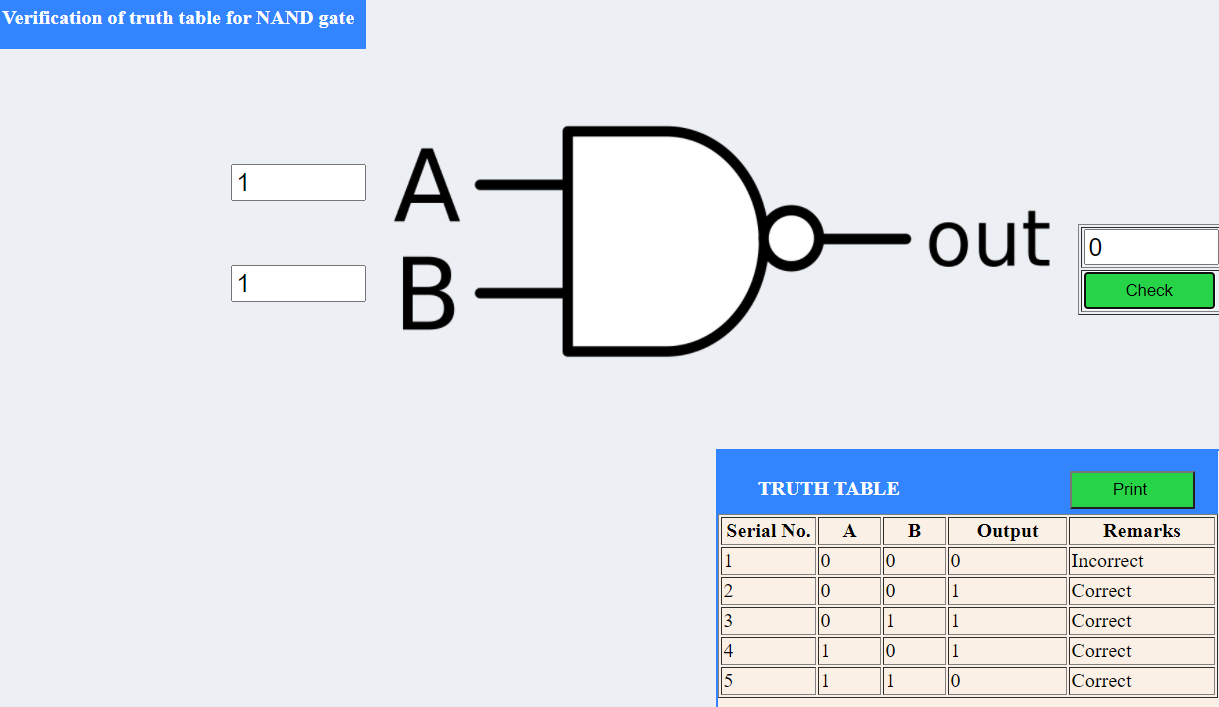 Verification of truth table for NAND gate
1
A
1
B
out
0
Check
TRUTH TABLE
Print
Serial No. A B Output Remarks
1 0 0 0 Incorrect
2 0 0 1 Correct
3 0 1 1 Correct
4 1 0 1 Correct
5 1 1 0 Correct